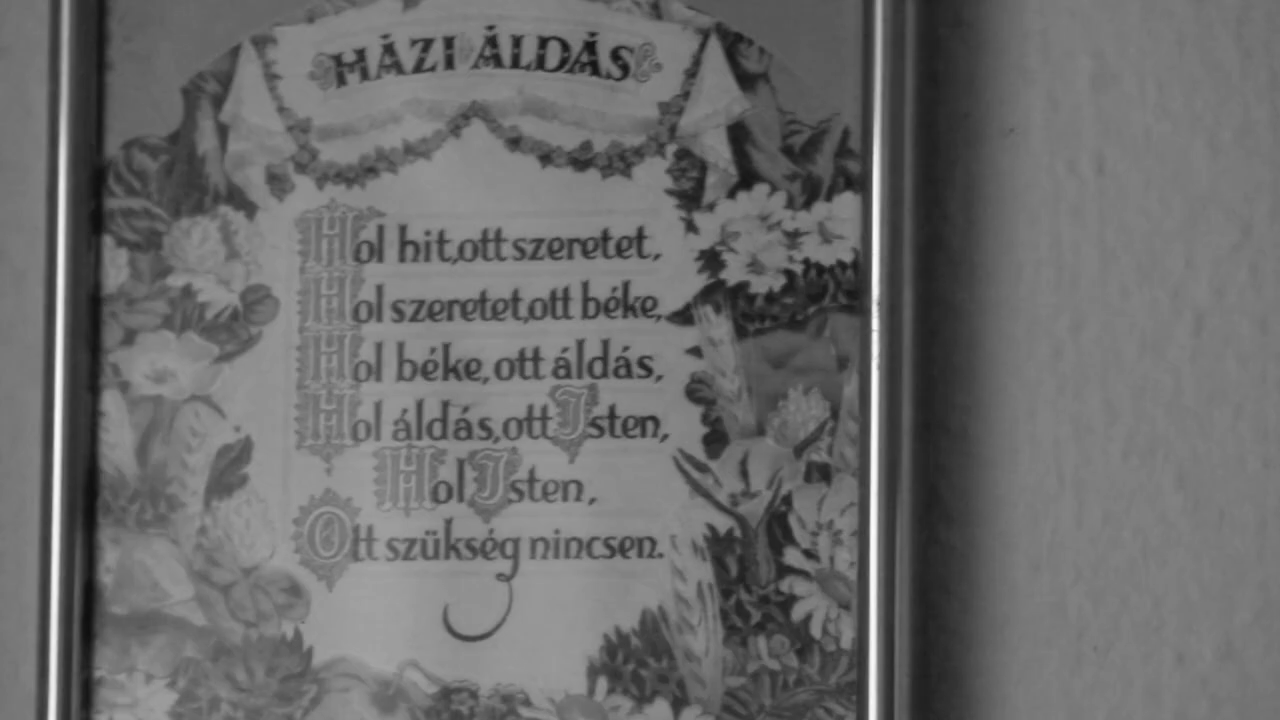 HÁZI ÁLDÁS
Hol hit, ott szeretet,
Hol szeretet, ott béke,
Hol béke, ott áldás,
Hol áldás, ott Isten,
Hol Isten,
Ott szükség nincsen.